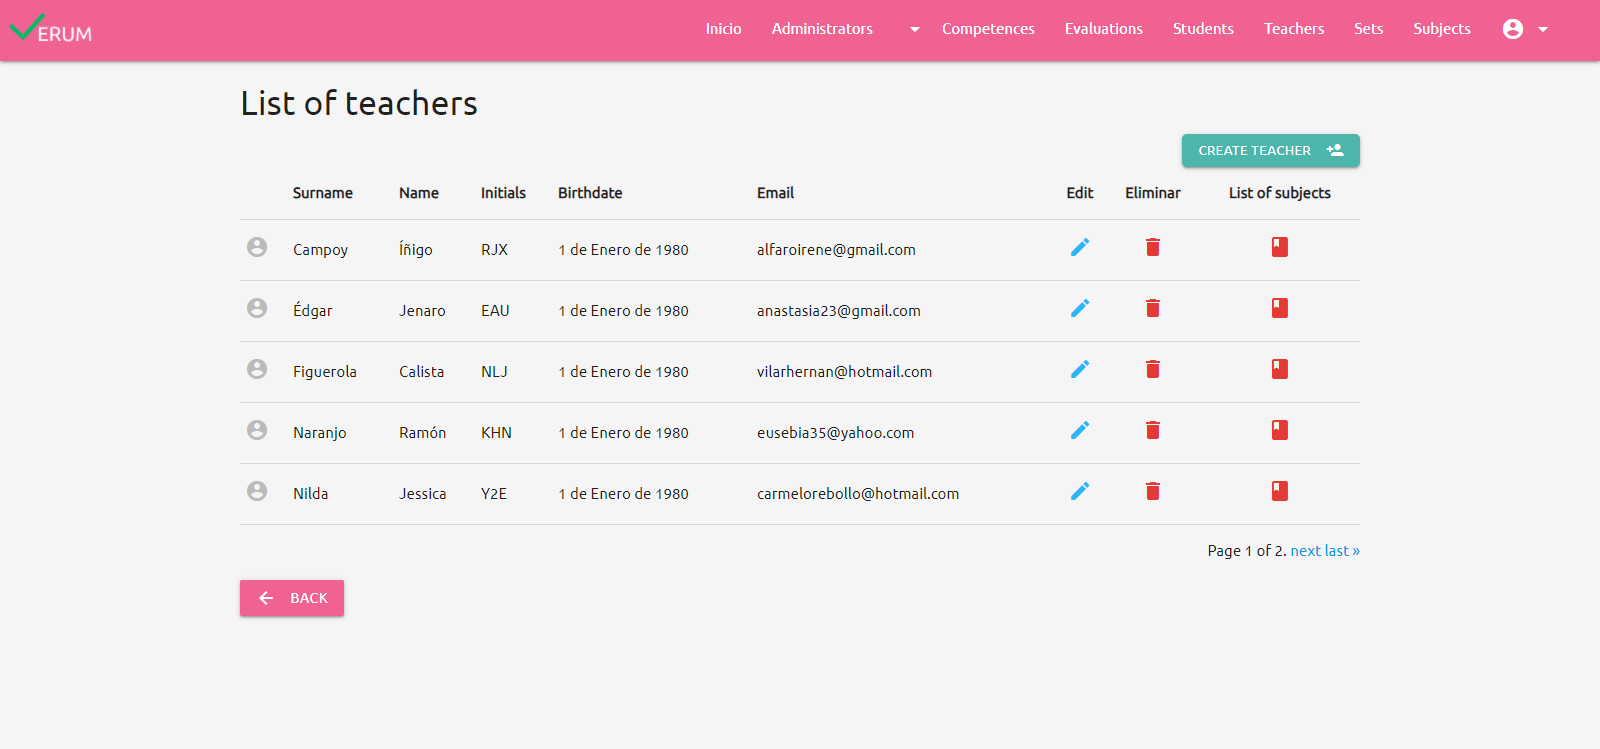 ERUM Inicio Administrators Competences Evaluations Students Teachers Sets Subjects
List of teachers
CREATE TEACHER
Surname Name Initials Birthdate Email Edit Eliminar List of subjects
Campoy Íñigo RJX 1 de Enero de 1980 alfaroirene@gmail.com
Édgar Jenaro EAU 1 de Enero de 1980 anastasia23@gmail.com
Figuerola Calista NLJ 1 de Enero de 1980 vilarhernan@hotmail.com
Naranjo Ramón KHN 1 de Enero de 1980 eusebia35@yahoo.com
Nilda Jessica Y2E 1 de Enero de 1980 carmelorebollo@hotmail.com
Page 1 of 2. next last »
BACK